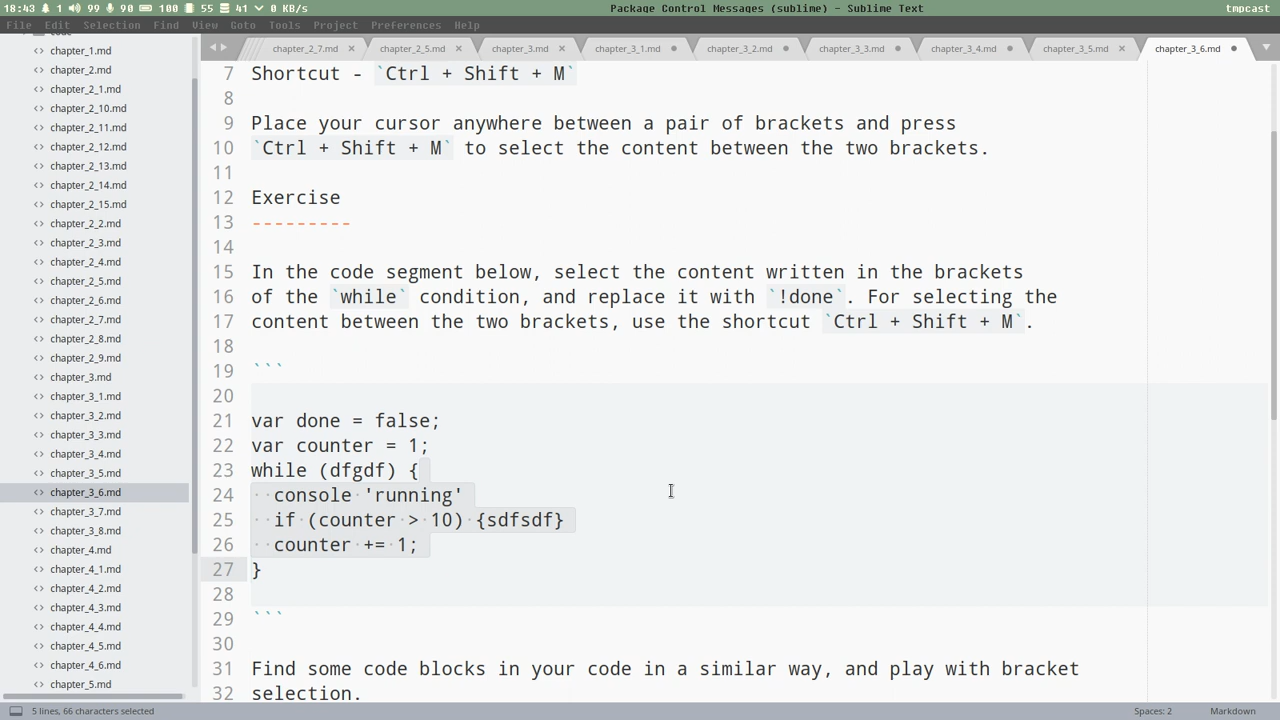 18:43 1 99 90 100 55 41 0 KB/s Package Control Messages (sublime) - Sublime Text tmpcast
File Edit Selection Find View Goto Tools Project Preferences Help
chapter_2_7.md chapter_2_5.md chapter_3.md chapter_3_1.md chapter_3_2.md chapter_3_3.md chapter_3_4.md chapter_3_5.md chapter_3_6.md
code
chapter_1.md
chapter_2.md
chapter_2_1.md
chapter_2_10.md
chapter_2_11.md
chapter_2_12.md
chapter_2_13.md
chapter_2_14.md
chapter_2_15.md
chapter_2_2.md
chapter_2_3.md
chapter_2_4.md
chapter_2_5.md
chapter_2_6.md
chapter_2_7.md
chapter_2_8.md
chapter_2_9.md
chapter_3.md
chapter_3_1.md
chapter_3_2.md
chapter_3_3.md
chapter_3_4.md
chapter_3_5.md
chapter_3_6.md
chapter_3_7.md
chapter_3_8.md
chapter_4.md
chapter_4_1.md
chapter_4_2.md
chapter_4_3.md
chapter_4_4.md
chapter_4_5.md
chapter_4_6.md
chapter_5.md
7 Shortcut - `Ctrl + Shift + M`
8
9 Place your cursor anywhere between a pair of brackets and press
10 `Ctrl + Shift + M` to select the content between the two brackets.
11
12 Exercise
13 ---------
14
15 In the code segment below, select the content written in the brackets
16 of the `while` condition, and replace it with `!done`. For selecting the
17 content between the two brackets, use the shortcut `Ctrl + Shift + M`.
18
19 ```
20
21 var done = false;
22 var counter = 1;
23 while (dfgdf) {
24   console 'running'
25   if (counter > 10) {sdfsdf}
26   counter += 1;
27 }
28
29 ```
30
31 Find some code blocks in your code in a similar way, and play with bracket
32 selection.
5 lines, 66 characters selected Spaces: 2 Markdown